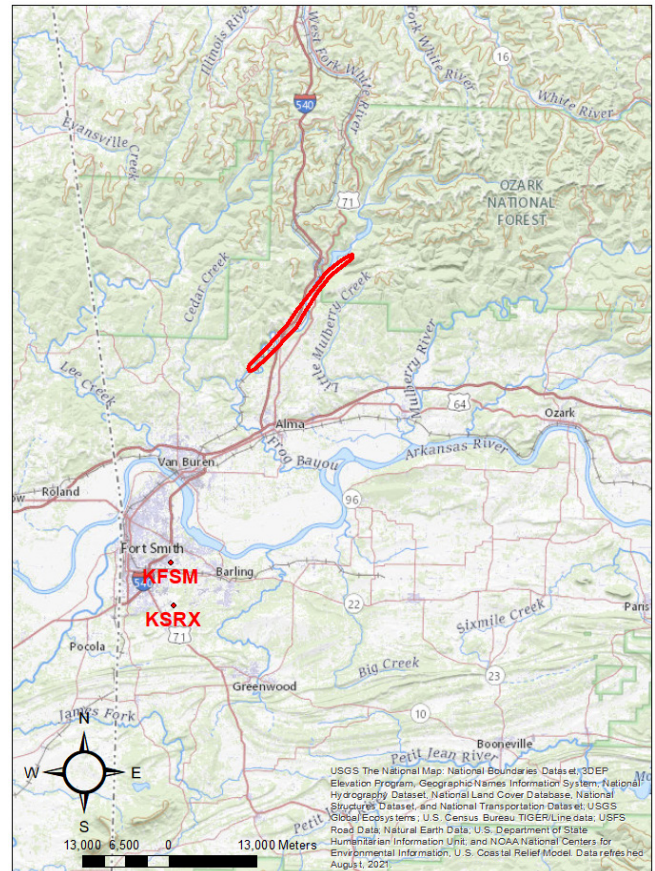 Illinois River
West Fork White River
Fork White River
16
White River
540
Evansville Creek
71
OZARK
NATIONAL
FOREST
Cedar Creek
Little Mulberry Creek
Mulberry River
Lee Creek
64
Ozark
Alma
Frog Bayou
Arkansas River
Van Buren
Roland
96
Fort Smith
KFSM
540
Barling
22
KSRX
71
Sixmile Creek
Paris
Pocola
Big Creek
23
Greenwood
James Fork
10
Booneville
Petit Jean River
N
W
E
S
USGS The National Map: National Boundaries Dataset, 3DEP
Elevation Program, Geographic Names Information System, National
Hydrography Dataset, National Land Cover Database, National
Structures Dataset, and National Transportation Dataset; USGS
Global Ecosystems; U.S. Census Bureau TIGER/Line data; USFS
Road Data; Natural Earth Data; U.S. Department of State
Humanitarian Information Unit; and NOAA National Centers for
Environmental Information, U.S. Coastal Relief Model. Data refreshed
August, 2021.
13,000 6,500 0 13,000 Meters